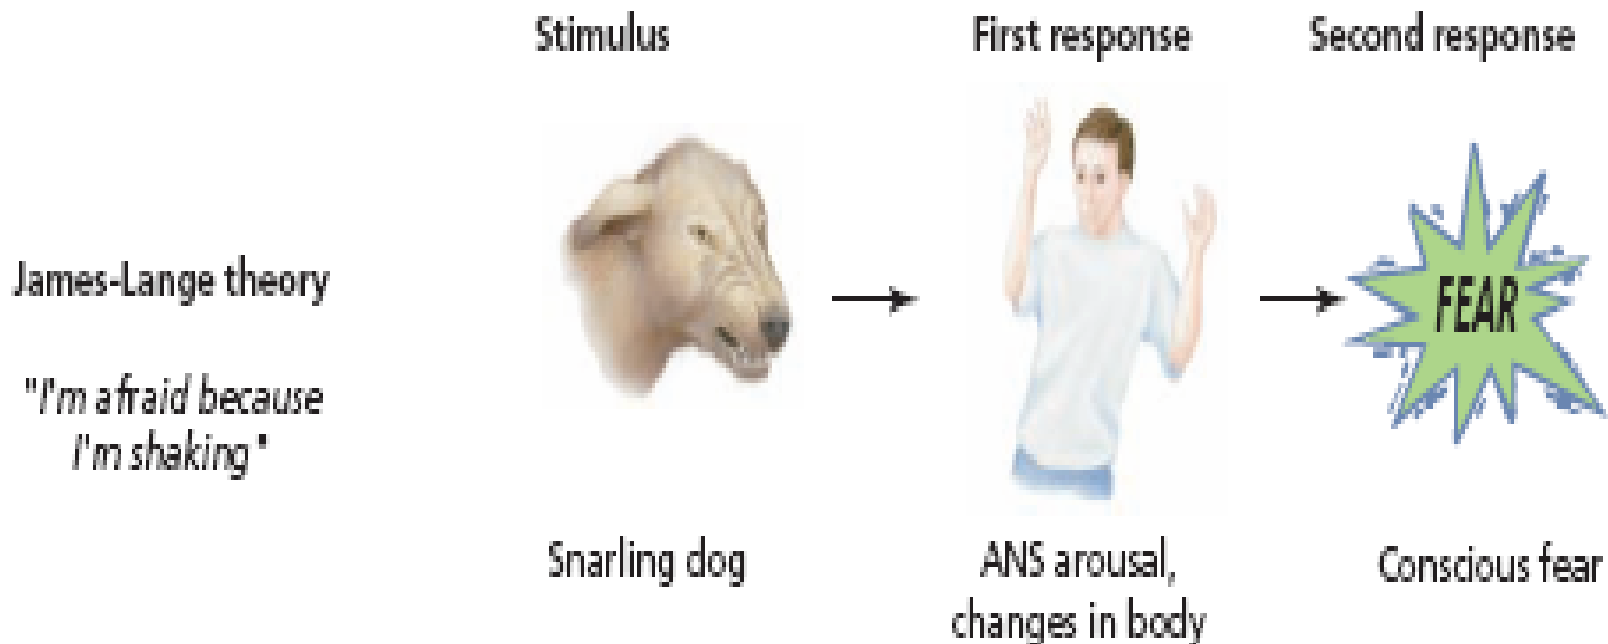 Stimulus
First response
Second response
James-Lange theory
"I'm afraid because
I'm shaking"
FEAR
Snarling dog
ANS arousal,
changes in body
Conscious fear